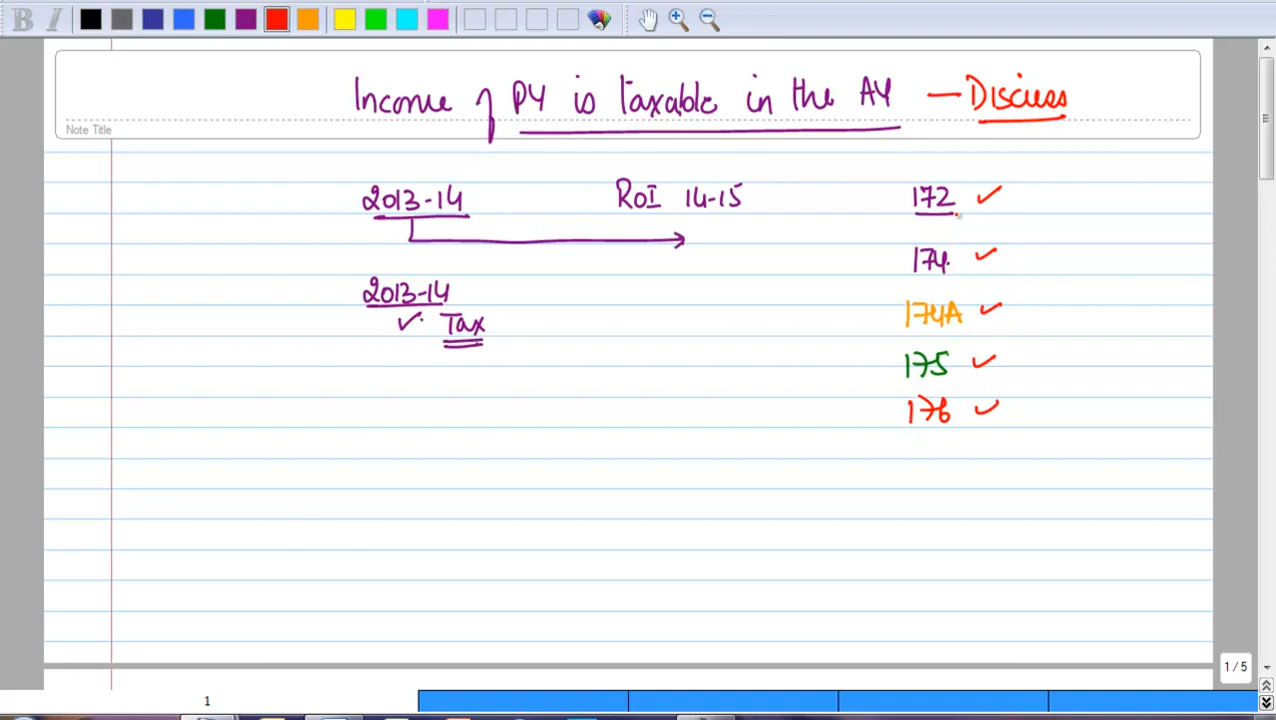 B I
Income of PY is taxable in the AY — Discuss
Note Title
2013-14 RoI 14-15 172 ✓
174. ✓
2013-14
✓. Tax
174A ✓
175 ✓
176 ✓
1 / 5
1